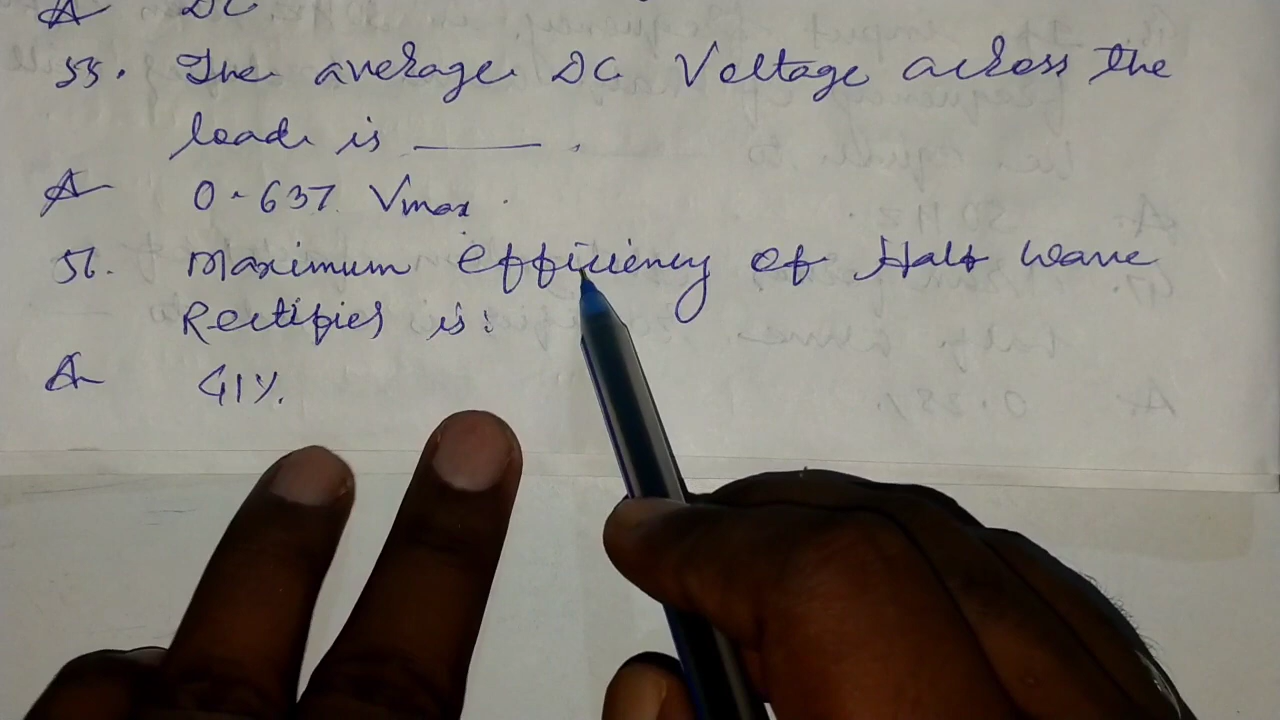 A DC
55. The average DC Voltage across the
load is ______ .
A 0.637 Vmax.
56. Maximum efficiency of Half wave
Rectifier is:
A 41%.